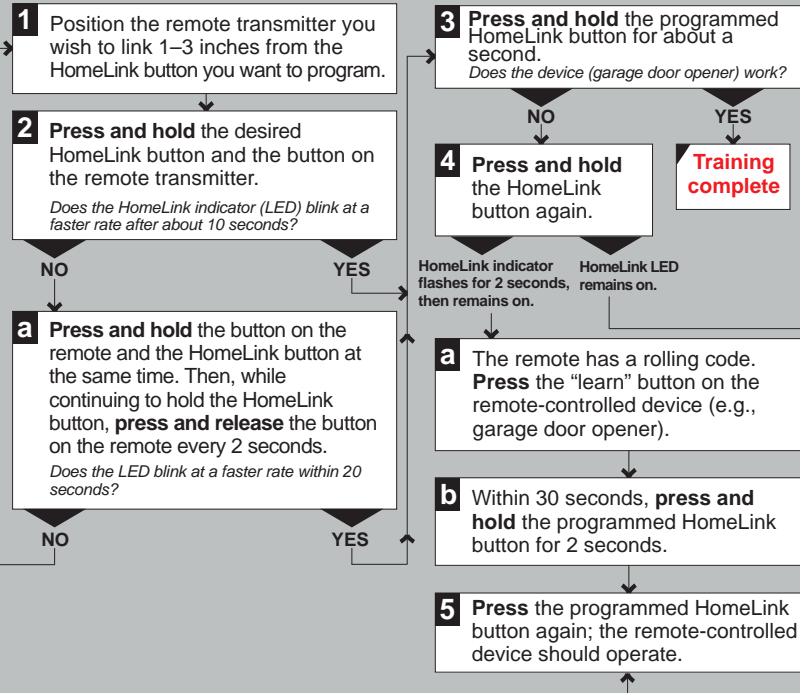 1 Position the remote transmitter you
wish to link 1–3 inches from the
HomeLink button you want to program.
2 Press and hold the desired
HomeLink button and the button on
the remote transmitter.
Does the HomeLink indicator (LED) blink at a
faster rate after about 10 seconds?
NO YES
a Press and hold the button on the
remote and the HomeLink button at
the same time. Then, while
continuing to hold the HomeLink
button, press and release the button
on the remote every 2 seconds.
Does the LED blink at a faster rate within 20
seconds?
NO YES
3 Press and hold the programmed
HomeLink button for about a
second.
Does the device (garage door opener) work?
NO YES
4 Press and hold
the HomeLink
button again.
Training
complete
HomeLink indicator
flashes for 2 seconds,
then remains on.
HomeLink LED
remains on.
a The remote has a rolling code.
Press the “learn” button on the
remote-controlled device (e.g.,
garage door opener).
b Within 30 seconds, press and
hold the programmed HomeLink
button for 2 seconds.
5 Press the programmed HomeLink
button again; the remote-controlled
device should operate.